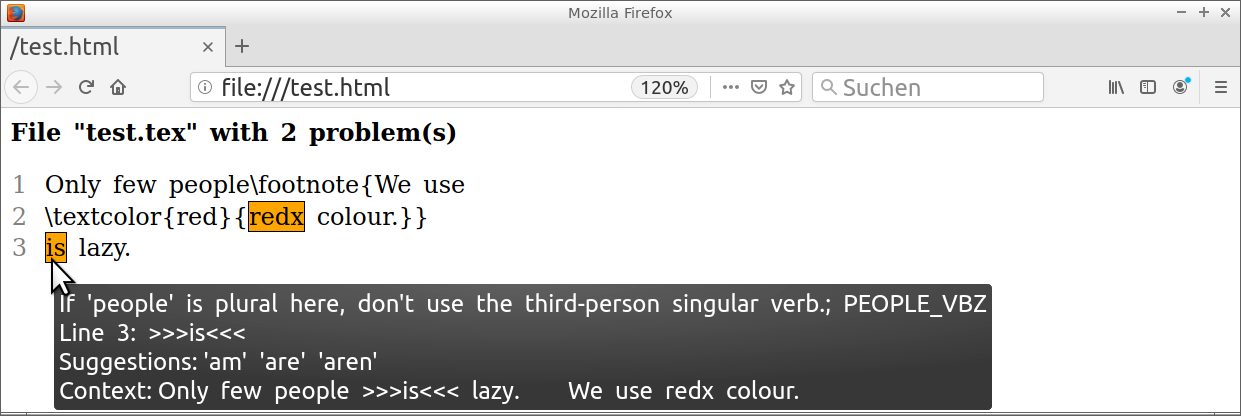 Mozilla Firefox
/test.html
file:///test.html 120% Suchen
File "test.tex" with 2 problem(s)
1 Only few people\footnote{We use
2 \textcolor{red}{redx colour.}}
3 is lazy.
If 'people' is plural here, don't use the third-person singular verb.; PEOPLE_VBZ
Line 3: >>>is<<<
Suggestions: 'am' 'are' 'aren'
Context: Only few people >>>is<<< lazy. We use redx colour.